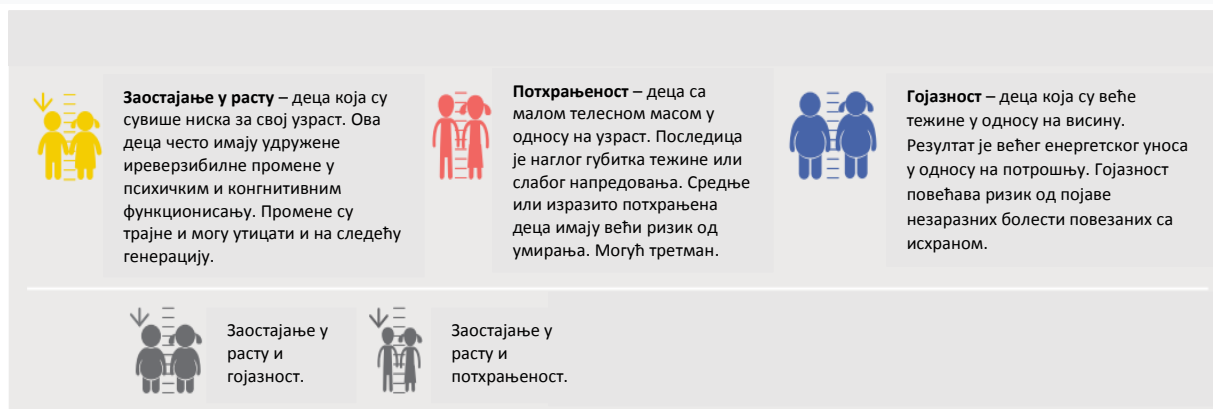 Заостајање у расту – деца која су
сувише ниска за свој узраст. Ова
деца често имају удружене
иреверзибилне промене у
психичким и конгнитивним
функционисању. Промене су
трајне и могу утицати и на следећу
генерацију.
Потхрањеност – деца са
малом телесном масом у
односу на узраст. Последица
је наглог губитка тежине или
слабог напредовања. Средње
или изразито потхрањена
деца имају већи ризик од
умирања. Могућ третман.
Гојазност – деца која су веће
тежине у односу на висину.
Резултат је већег енергетског уноса
у односу на потрошњу. Гојазност
повећава ризик од појаве
незаразних болести повезаних са
исхраном.
Заостајање у
расту и
гојазност.
Заостајање у
расту и
потхрањеност.